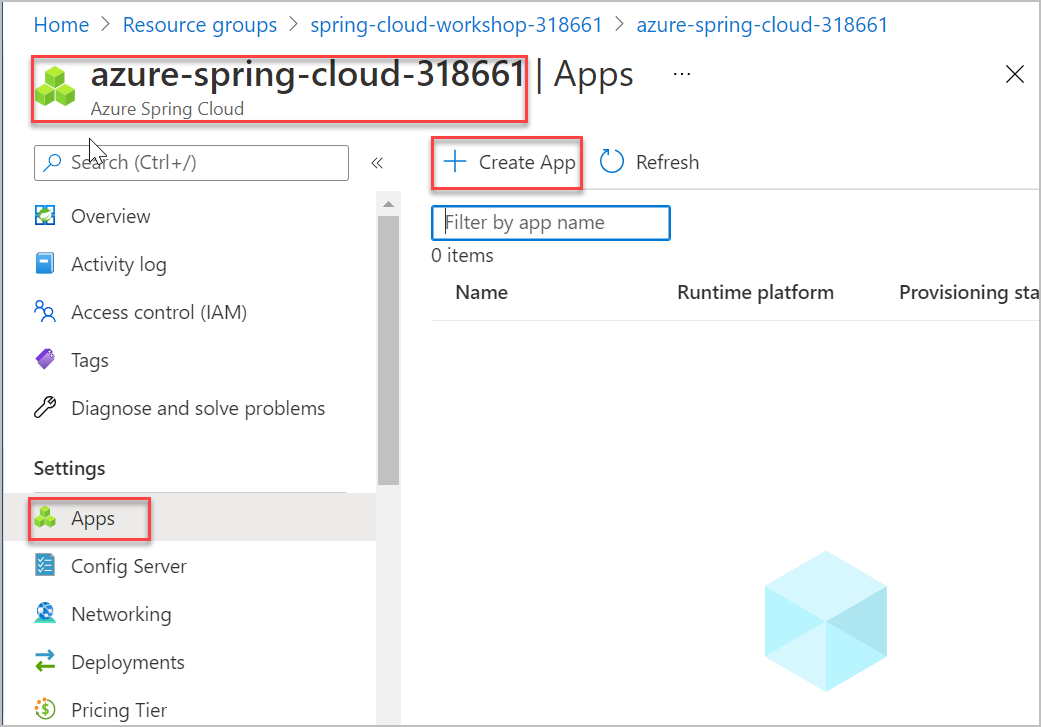 Home > Resource groups > spring-cloud-workshop-318661 > azure-spring-cloud-318661
azure-spring-cloud-318661 | Apps ...
Azure Spring Cloud
Search (Ctrl+/)
«
Create App
Refresh
Overview
Activity log
Access control (IAM)
Tags
Diagnose and solve problems
Settings
Apps
Config Server
Networking
Deployments
Pricing Tier
Filter by app name
0 items
Name Runtime platform Provisioning sta